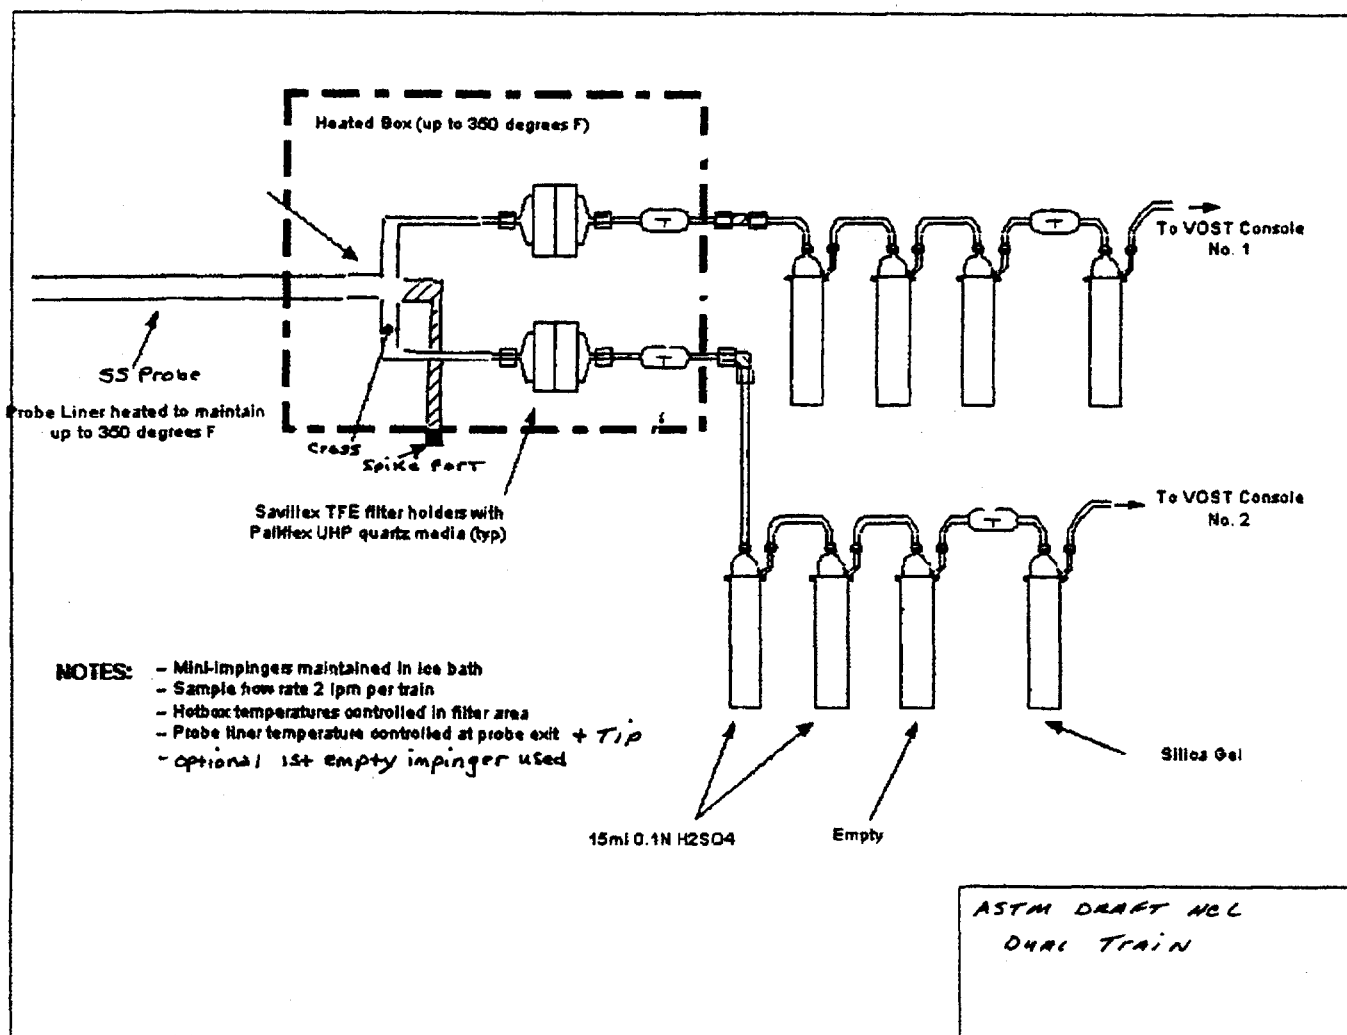 Heated Box (up to 350 degrees F)
To VOST Console
No. 1
SS Probe
Probe Liner heated to maintain
up to 350 degrees F
Cross
Spike Port
Savillex TFE filter holders with
Pallflex UHP quartz media (typ)
To VOST Console
No. 2
NOTES:
- Mini-impingers maintained in ice bath
- Sample flow rate 2 lpm per train
- Hotbox temperatures controlled in filter area
- Probe liner temperature controlled at probe exit + Tip
- optional 1st empty impinger used
Silica Gel
15ml 0.1N H2SO4
Empty
ASTM DRAFT HCL
DUAL TRAIN